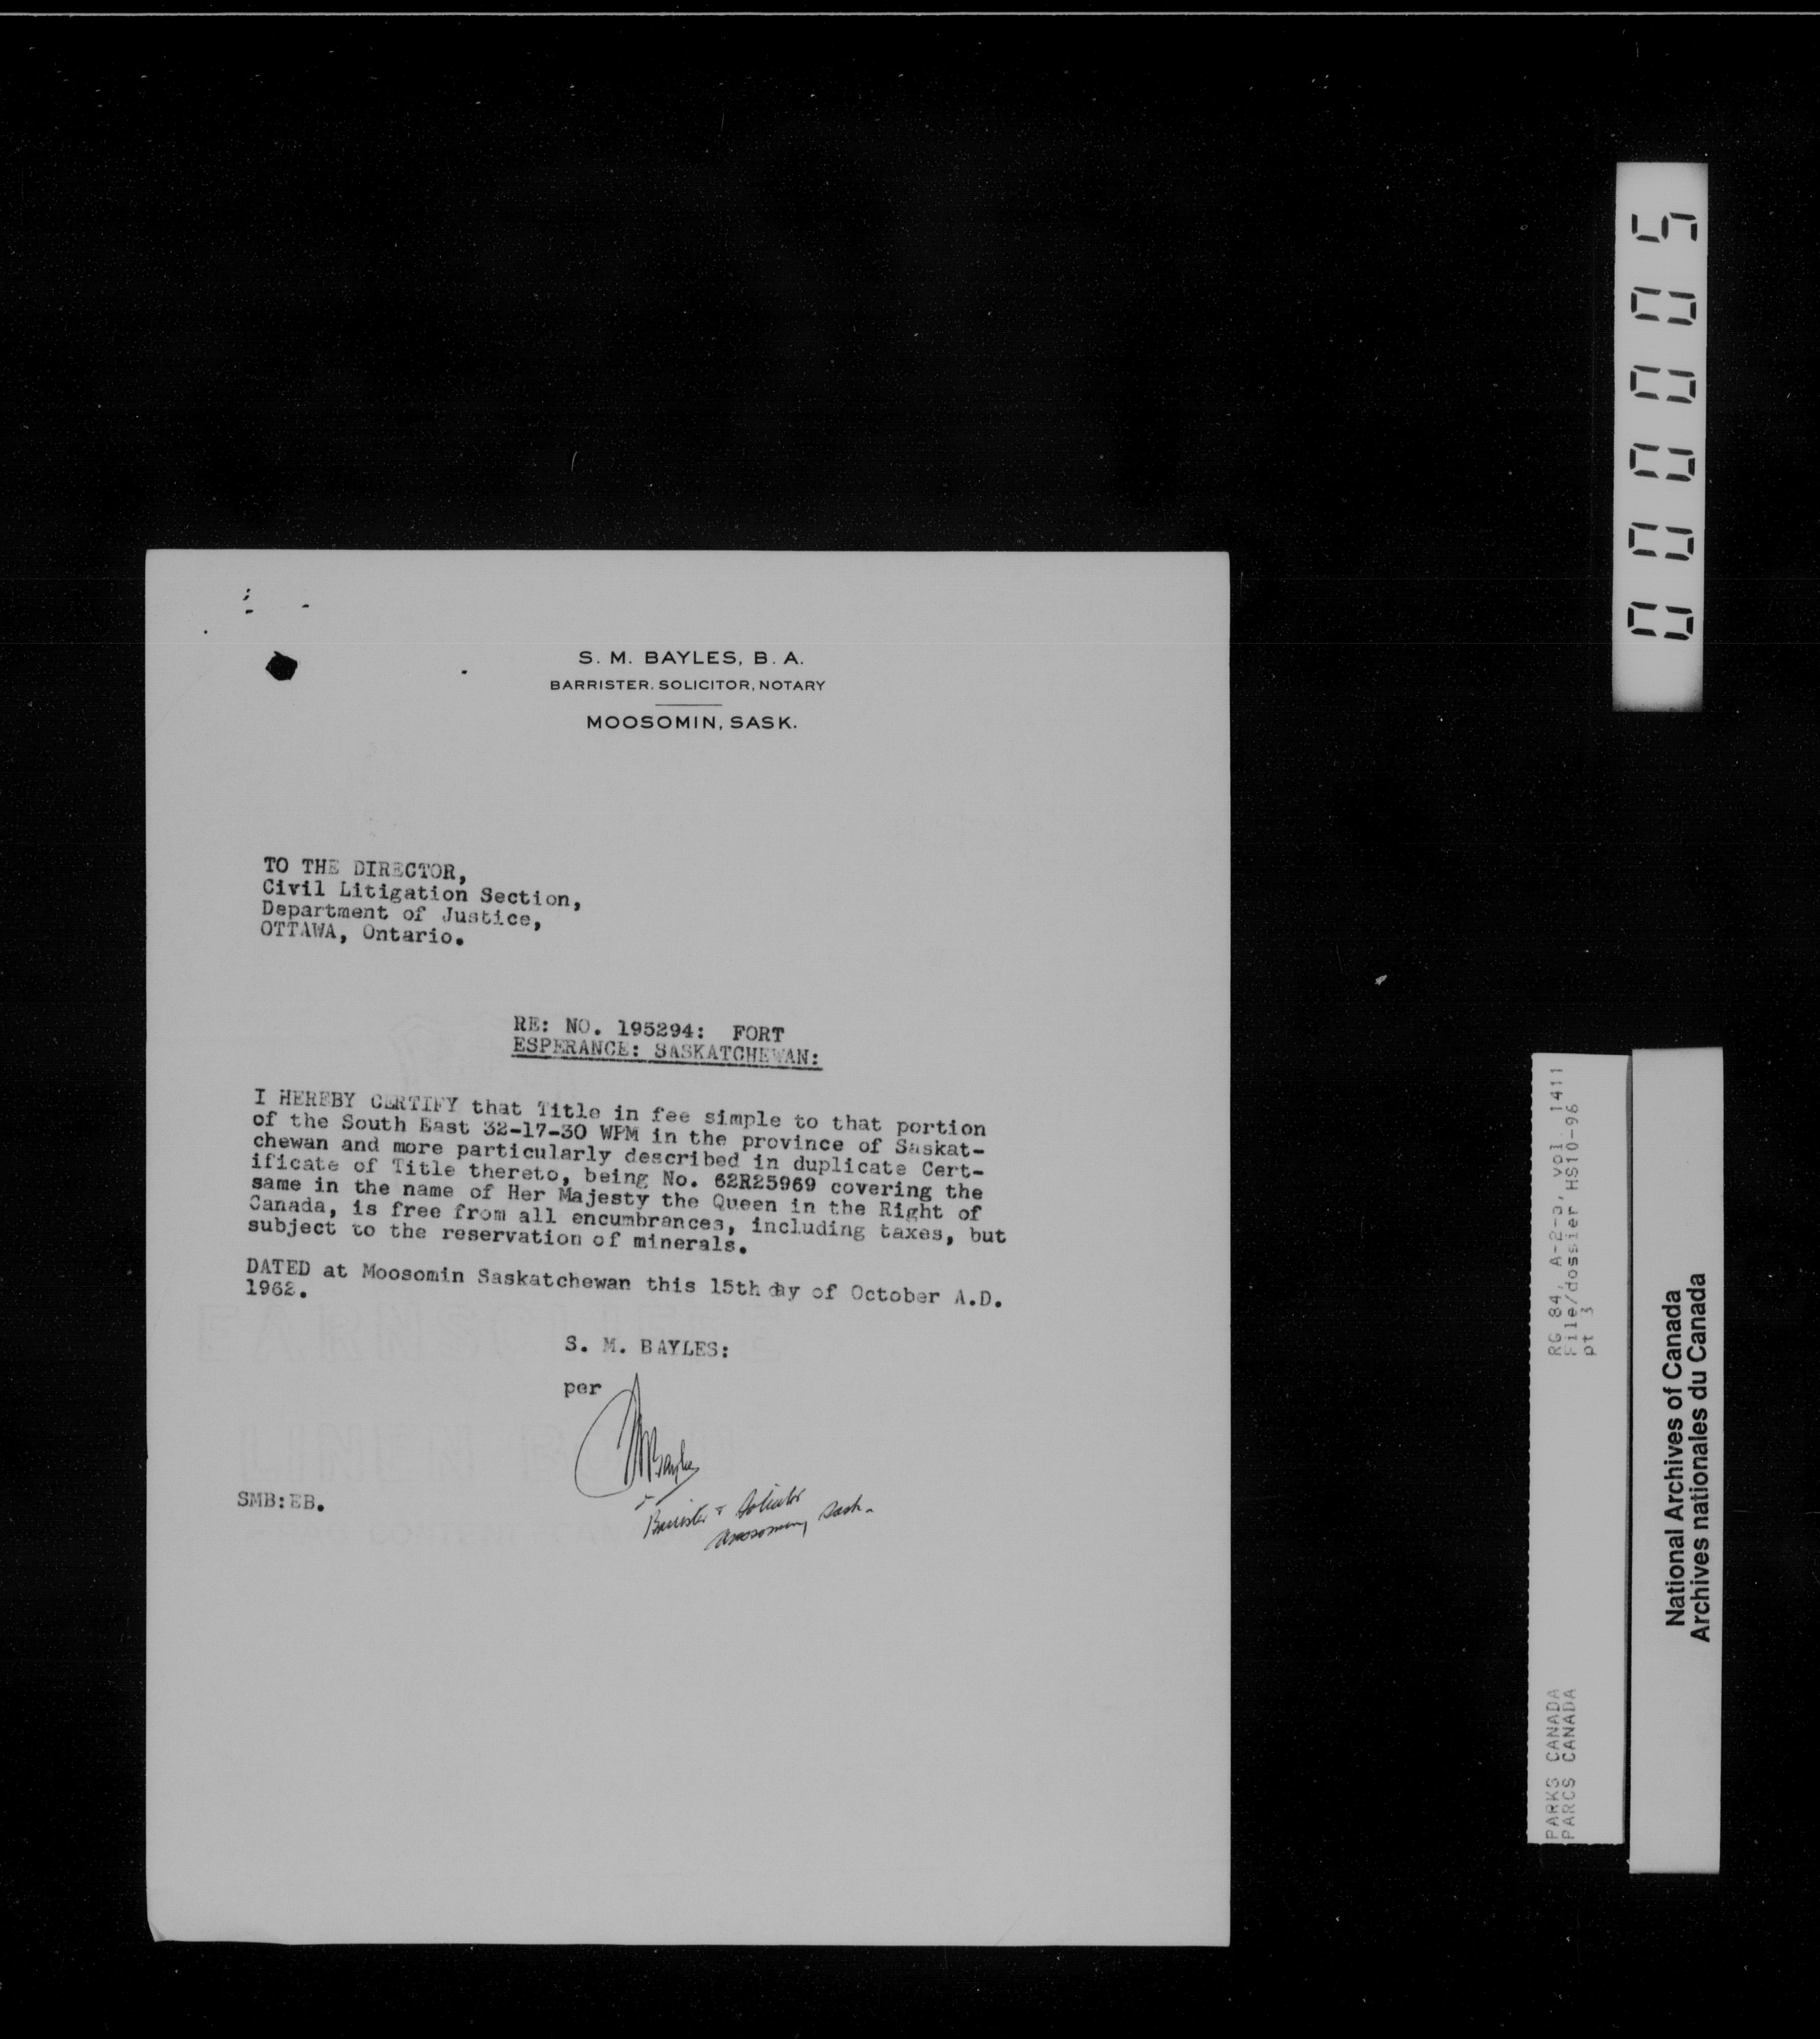 S. M. BAYLES, B. A.
BARRISTER. SOLICITOR, NOTARY
MOOSOMIN, SASK.
TO THE DIRECTOR,
Civil Litigation Section,
Department of Justice,
OTTAWA, Ontario.
RE: NO. 195294: FORT
ESPERANCE: SASKATCHEWAN:
I HEREBY CERTIFY that Title in fee simple to that portion
of the South East 32-17-30 WPM in the province of Saskat-
chewan and more particularly described in duplicate Cert-
ificate of Title thereto, being No. 62R25969 covering the
same in the name of Her Majesty the Queen in the Right of
Canada, is free from all encumbrances, including taxes, but
subject to the reservation of minerals.
DATED at Moosomin Saskatchewan this 15th day of October A.D.
1962.
S. M. BAYLES:
per
SMBayles
Barrister & Solicitor
Moosomin, Sask.
SMB:EB.
000005
RG 84, A-2-a, vol. 1411
File/dossier HS10-96
pt 3
PARKS CANADA
PARCS CANADA
National Archives of Canada
Archives nationales du Canada